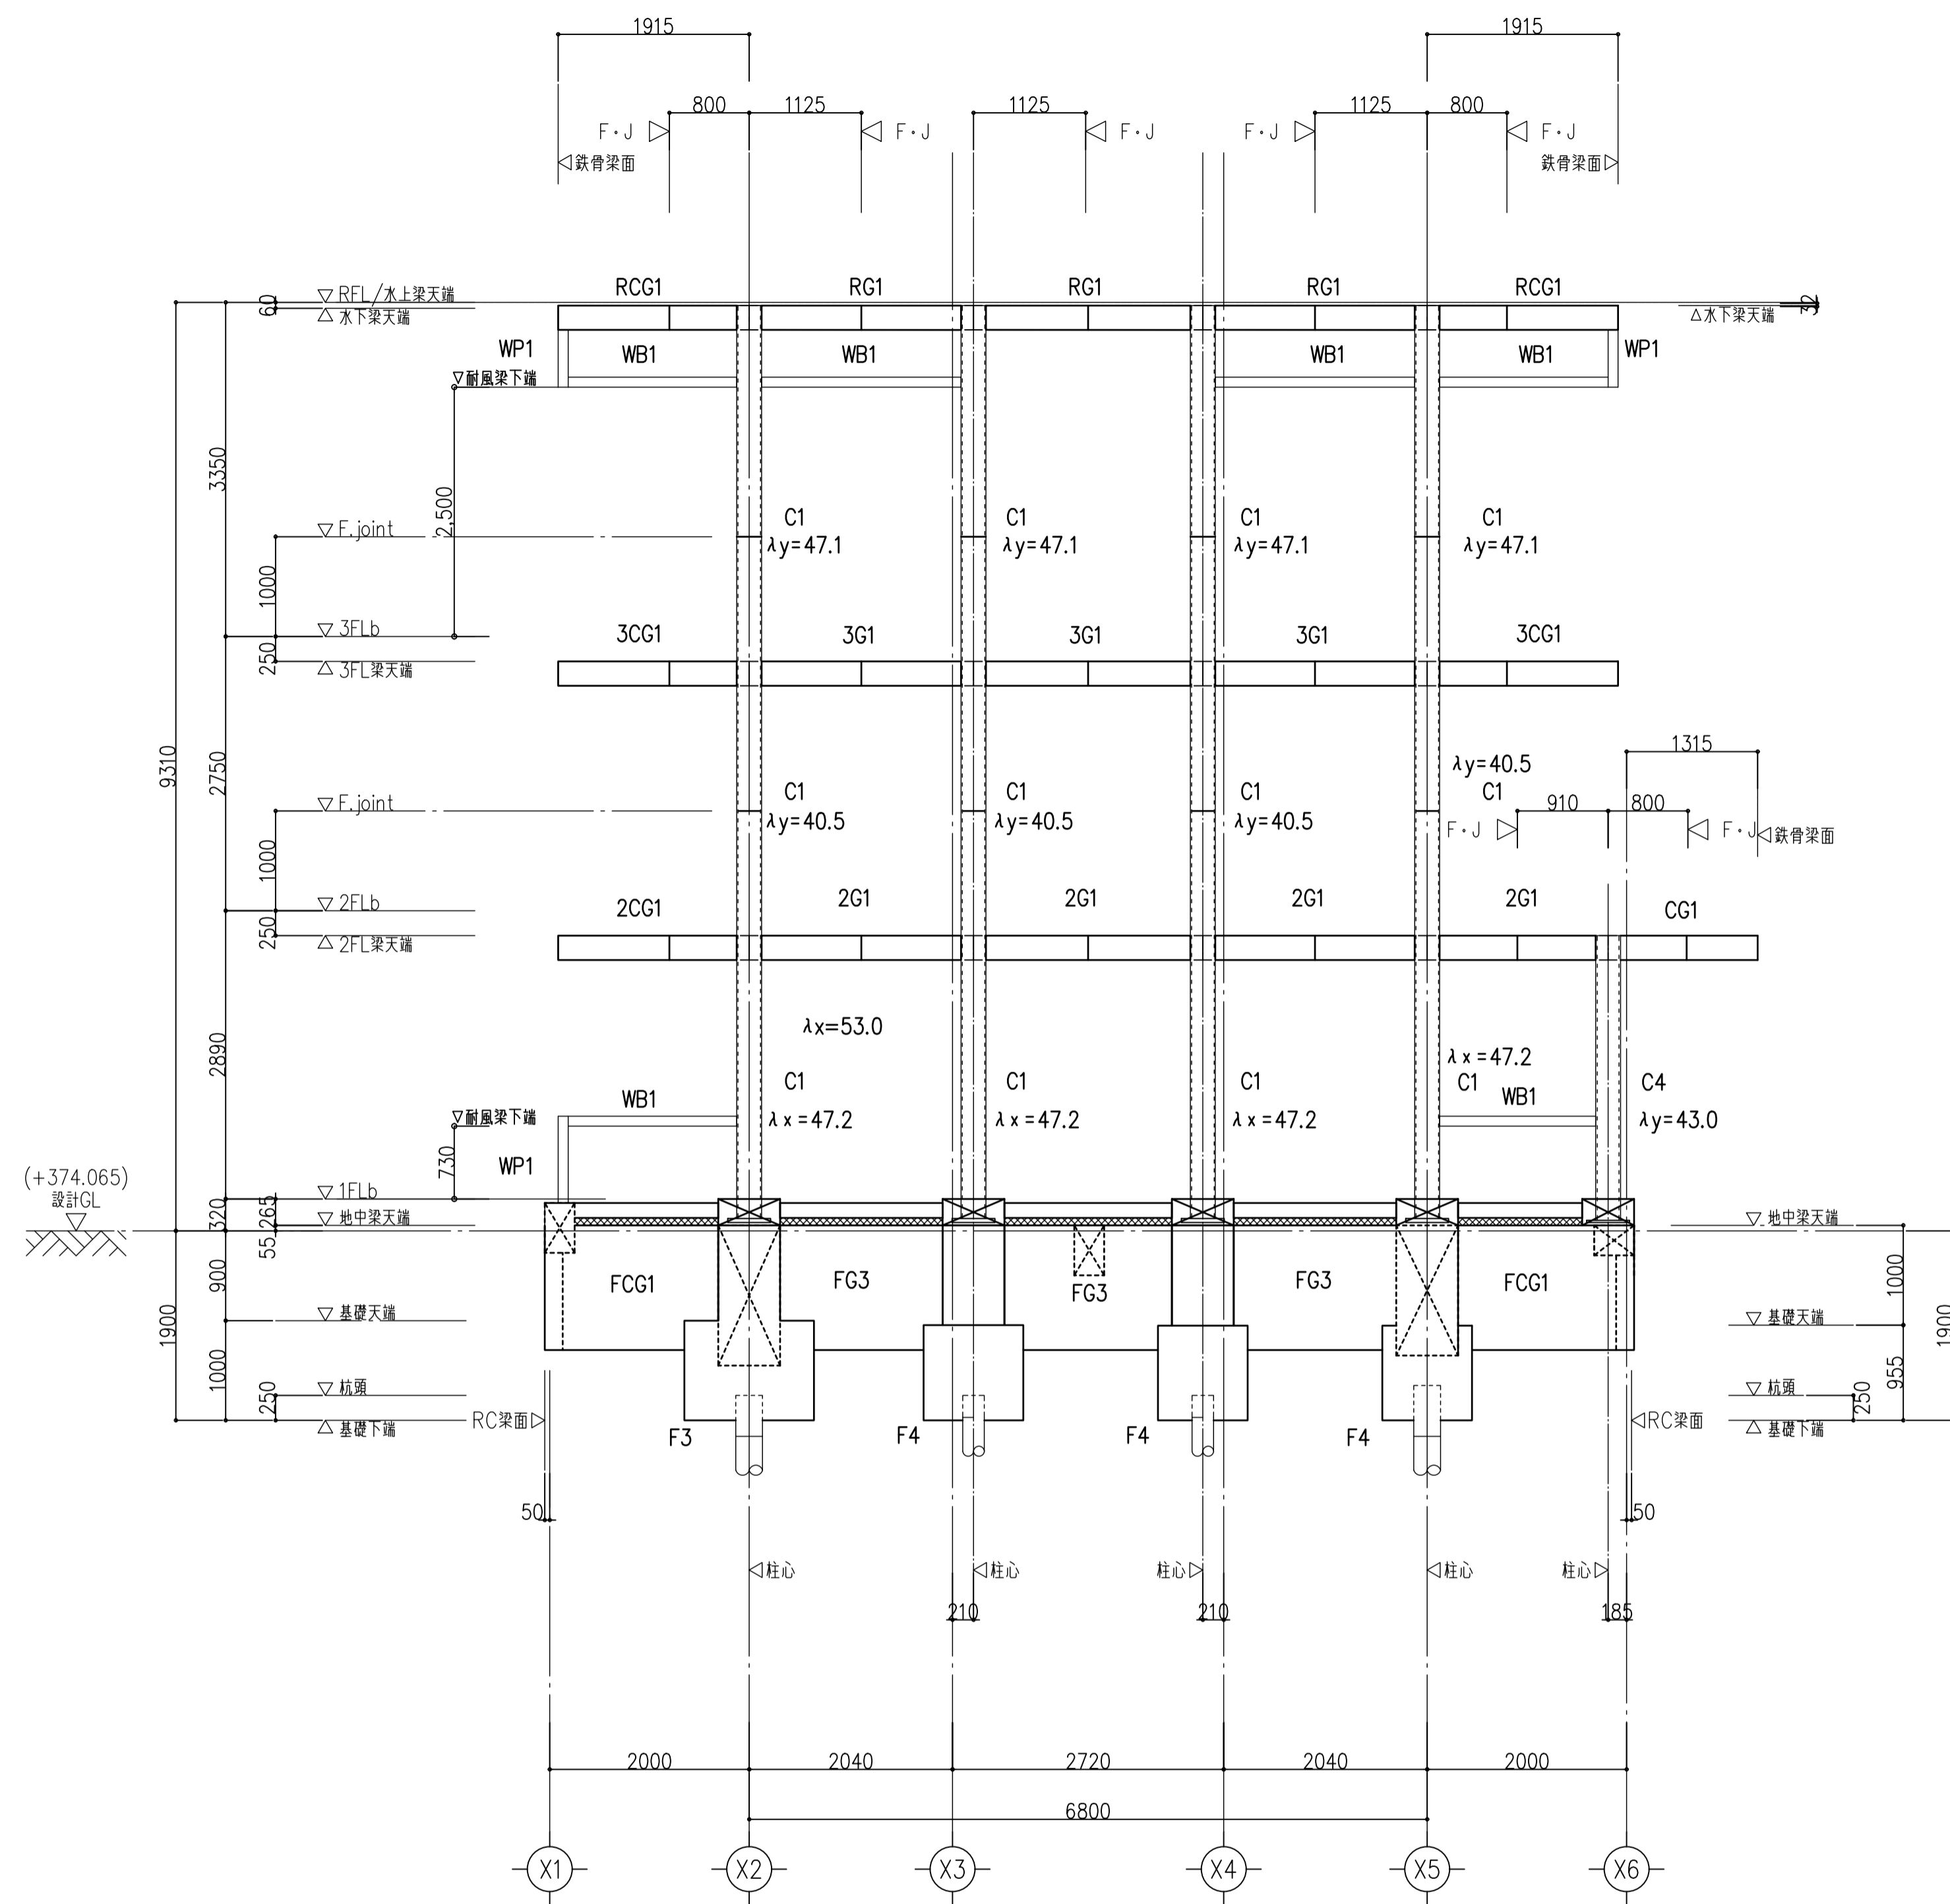 1915 1915
800 1125 1125 1125 800
F・J F・J F・J F・J F・J
鉄骨梁面 鉄骨梁面
RCG1 RG1 RG1 RG1 RCG1
60 RFL/水上梁天端
水下梁天端 水下梁天端 32
WP1 WB1 WB1 WB1 WB1 WP1
耐風梁下端
3350
2,500
C1 C1 C1 C1
F.joint
λy=47.1 λy=47.1 λy=47.1 λy=47.1
1000
3FLb 3CG1 3G1 3G1 3G1 3CG1
250 3FL梁天端
9310 2750 1315
λy=40.5
F.joint C1 C1 C1 C1 910 800
λy=40.5 λy=40.5 λy=40.5 F・J F・J 鉄骨梁面
1000
2FLb 2CG1 2G1 2G1 2G1 2G1 CG1
250 2FL梁天端
λx=53.0
2890 λx=47.2
C1 C1 C1 C1 C4
WB1 WB1
耐風梁下端 λx=47.2 λx=47.2 λx=47.2 λy=43.0
730 WP1
(+374.065)
設計GL
1FLb
320 265
地中梁天端 地中梁天端
55
900 FCG1 FG3 FG3 FG3 FCG1 1000
基礎天端 基礎天端
1900 1000 1900
955
250 杭頭 杭頭 250
基礎下端 RC梁面 RC梁面 基礎下端
F3 F4 F4 F4
50 50
柱心 柱心 柱心 柱心 柱心
210 210 185
2000 2040 2720 2040 2000
6800
X1 X2 X3 X4 X5 X6